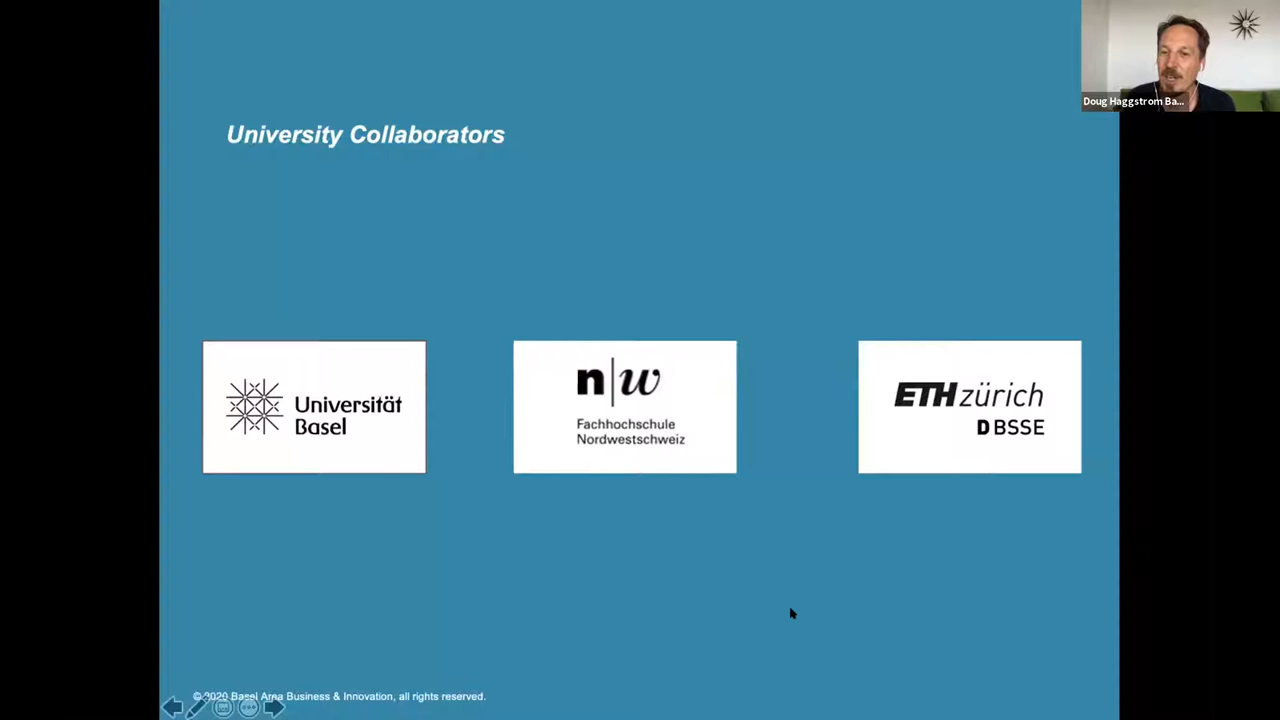 Doug Haggstrom Ba...
University Collaborators
Universität
Basel
n|w
Fachhochschule
Nordwestschweiz
ETH zürich
D BSSE
© 2020 Basel Area Business & Innovation, all rights reserved.